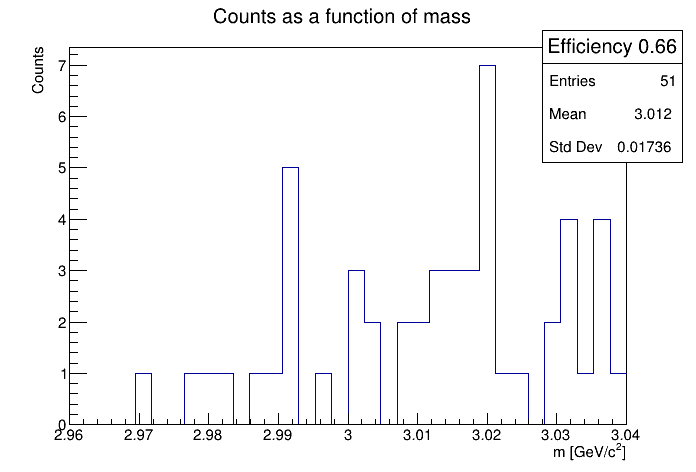 Counts as a function of mass
Efficiency 0.66
Entries 51
Mean 3.012
Std Dev 0.01736
Counts
7
6
5
4
3
2
1
0
2.96 2.97 2.98 2.99 3 3.01 3.02 3.03 3.04
m [GeV/c²]